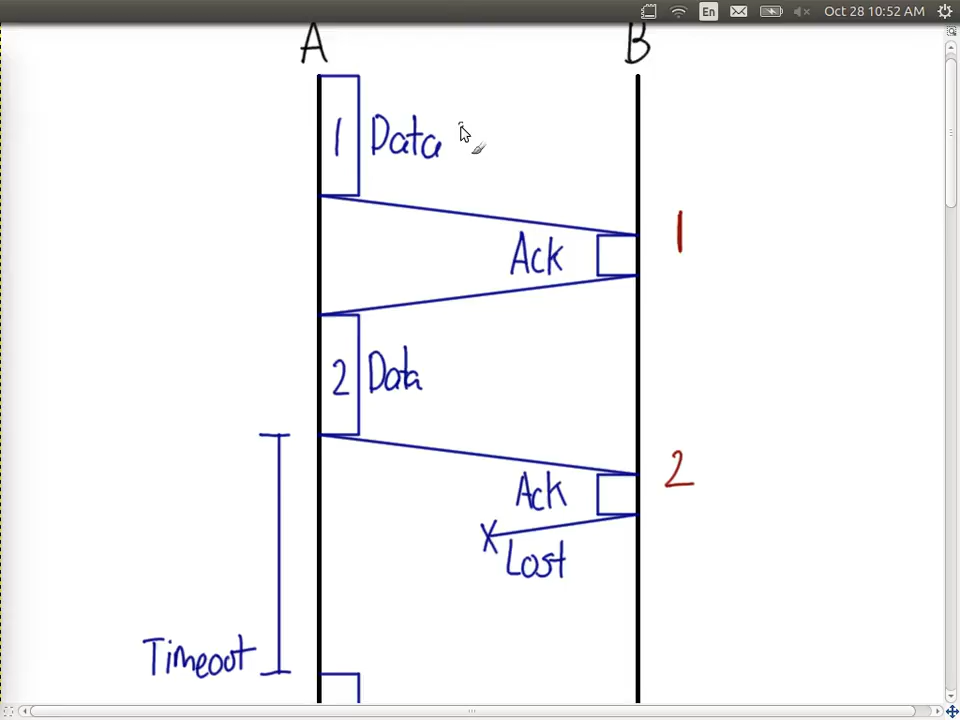 En
Oct 28 10:52 AM
A B
1 Data
Ack 1
2 Data
Ack 2
Lost
Timeout